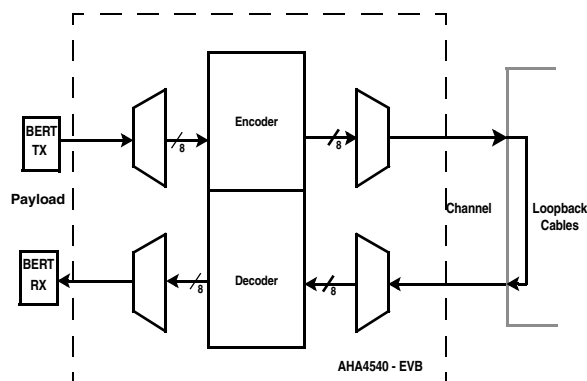 BERT
TX
8
Encoder
8
Payload
Channel
Loopback
Cables
BERT
RX
8
Decoder
8
AHA4540 - EVB